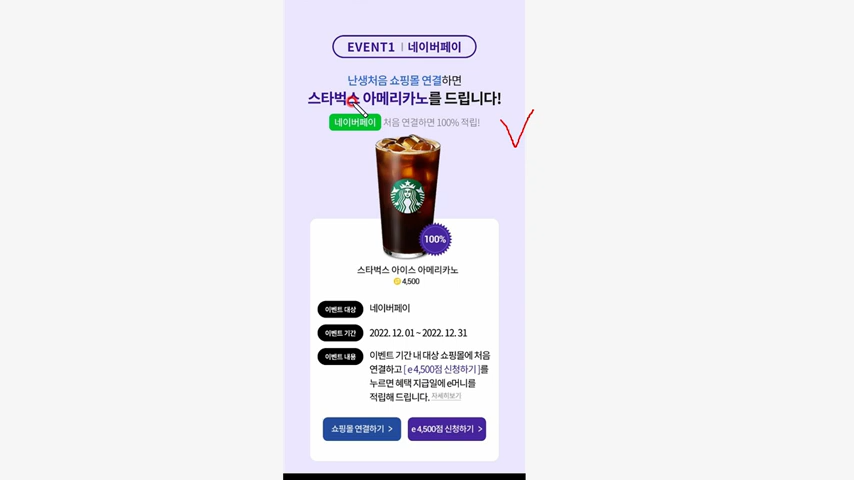 EVENT1 | 네이버페이
난생처음 쇼핑몰 연결하면
스타벅스 아메리카노를 드립니다!
네이버페이 처음 연결하면 100% 적립!
100%
스타벅스 아이스 아메리카노
4,500
이벤트 대상 네이버페이
이벤트 기간 2022. 12. 01 ~ 2022. 12. 31
이벤트 내용 이벤트 기간 내 대상 쇼핑몰에 처음
연결하고 [ e 4,500점 신청하기 ]를
누르면 혜택 지급일에 e머니를
적립해 드립니다. 자세히보기
쇼핑몰 연결하기 > e 4,500점 신청하기 >